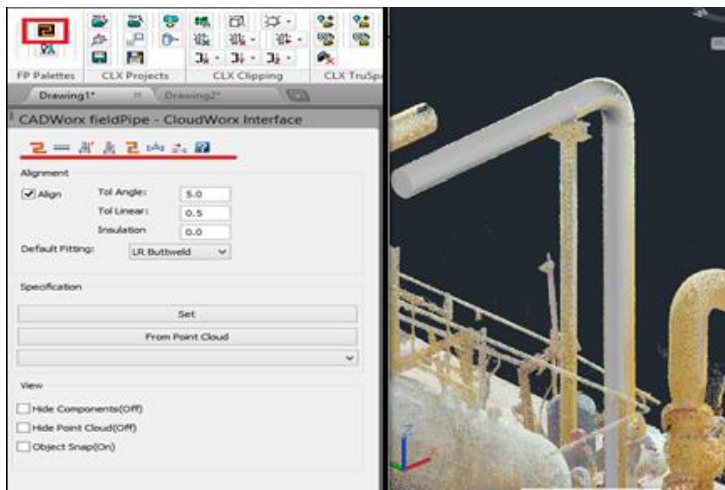 FP Palettes CLX Projects CLX Clipping CLX TruSpa
Drawing1* Drawing2*
CADWorx fieldPipe - CloudWorx Interface
Alignment
Align Tol Angle: 5.0
Tol Linear: 0.5
Insulation 0.0
Default Fitting: LR Buttweld
Specification
Set
From Point Cloud
View
Hide Components(Off)
Hide Point Cloud(Off)
Object Snap(On)
Z